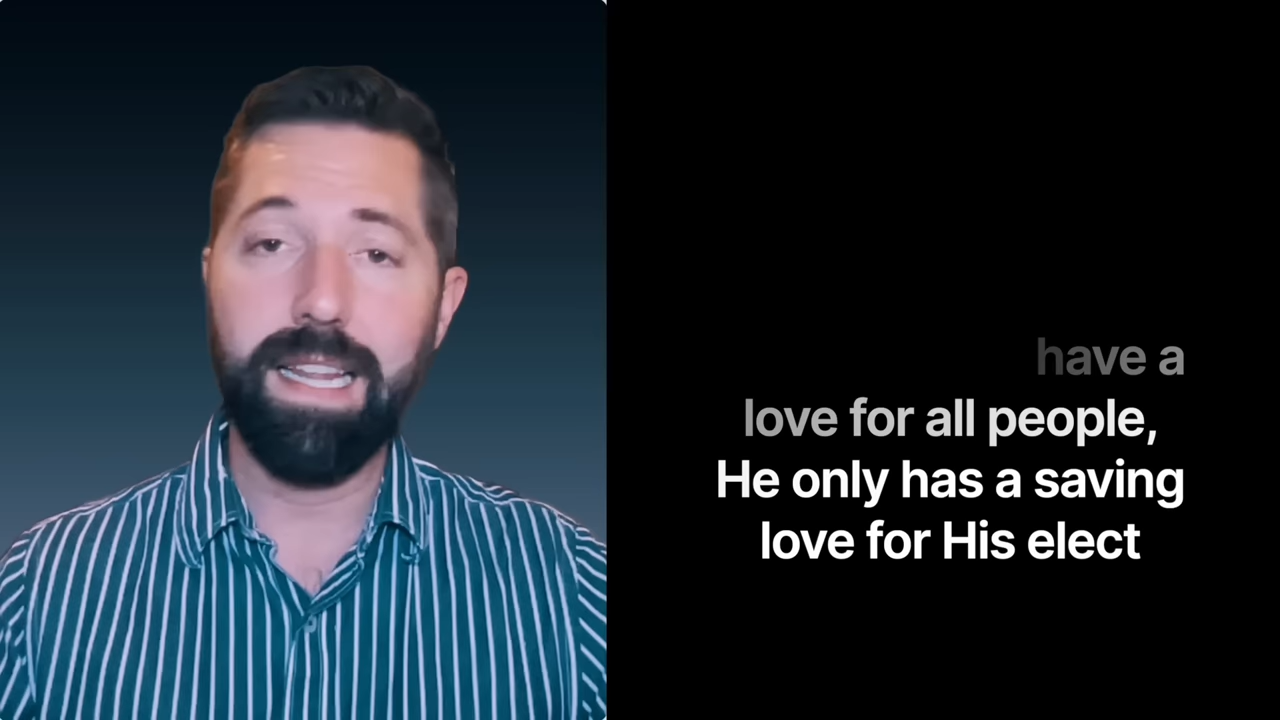 have a
love for all people,
He only has a saving
love for His elect